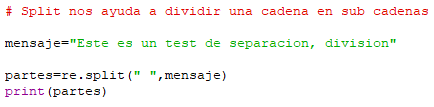 # Split nos ayuda a dividir una cadena en sub cadenas
mensaje="Este es un test de separacion, division"
partes=re.split(" ",mensaje)
print(partes)